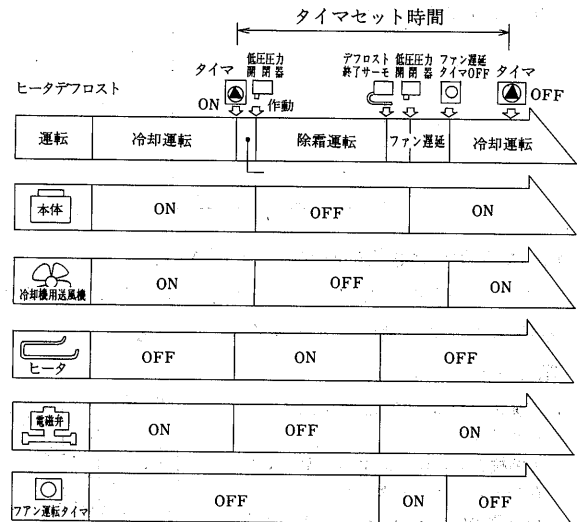 タイマセット時間
ヒータデフロスト
タイマ
ON
低圧圧力
開閉器
作動
デフロスト
終了サーモ
低圧圧力
開閉器
ファン遅延
タイマOFF
タイマ
OFF
運転 冷却運転 除霜運転 ファン遅延 冷却運転
本体 ON OFF ON
冷却機用送風機 ON OFF ON
ヒータ OFF ON OFF
電磁弁 ON OFF ON
フアン運転タイマ OFF ON OFF